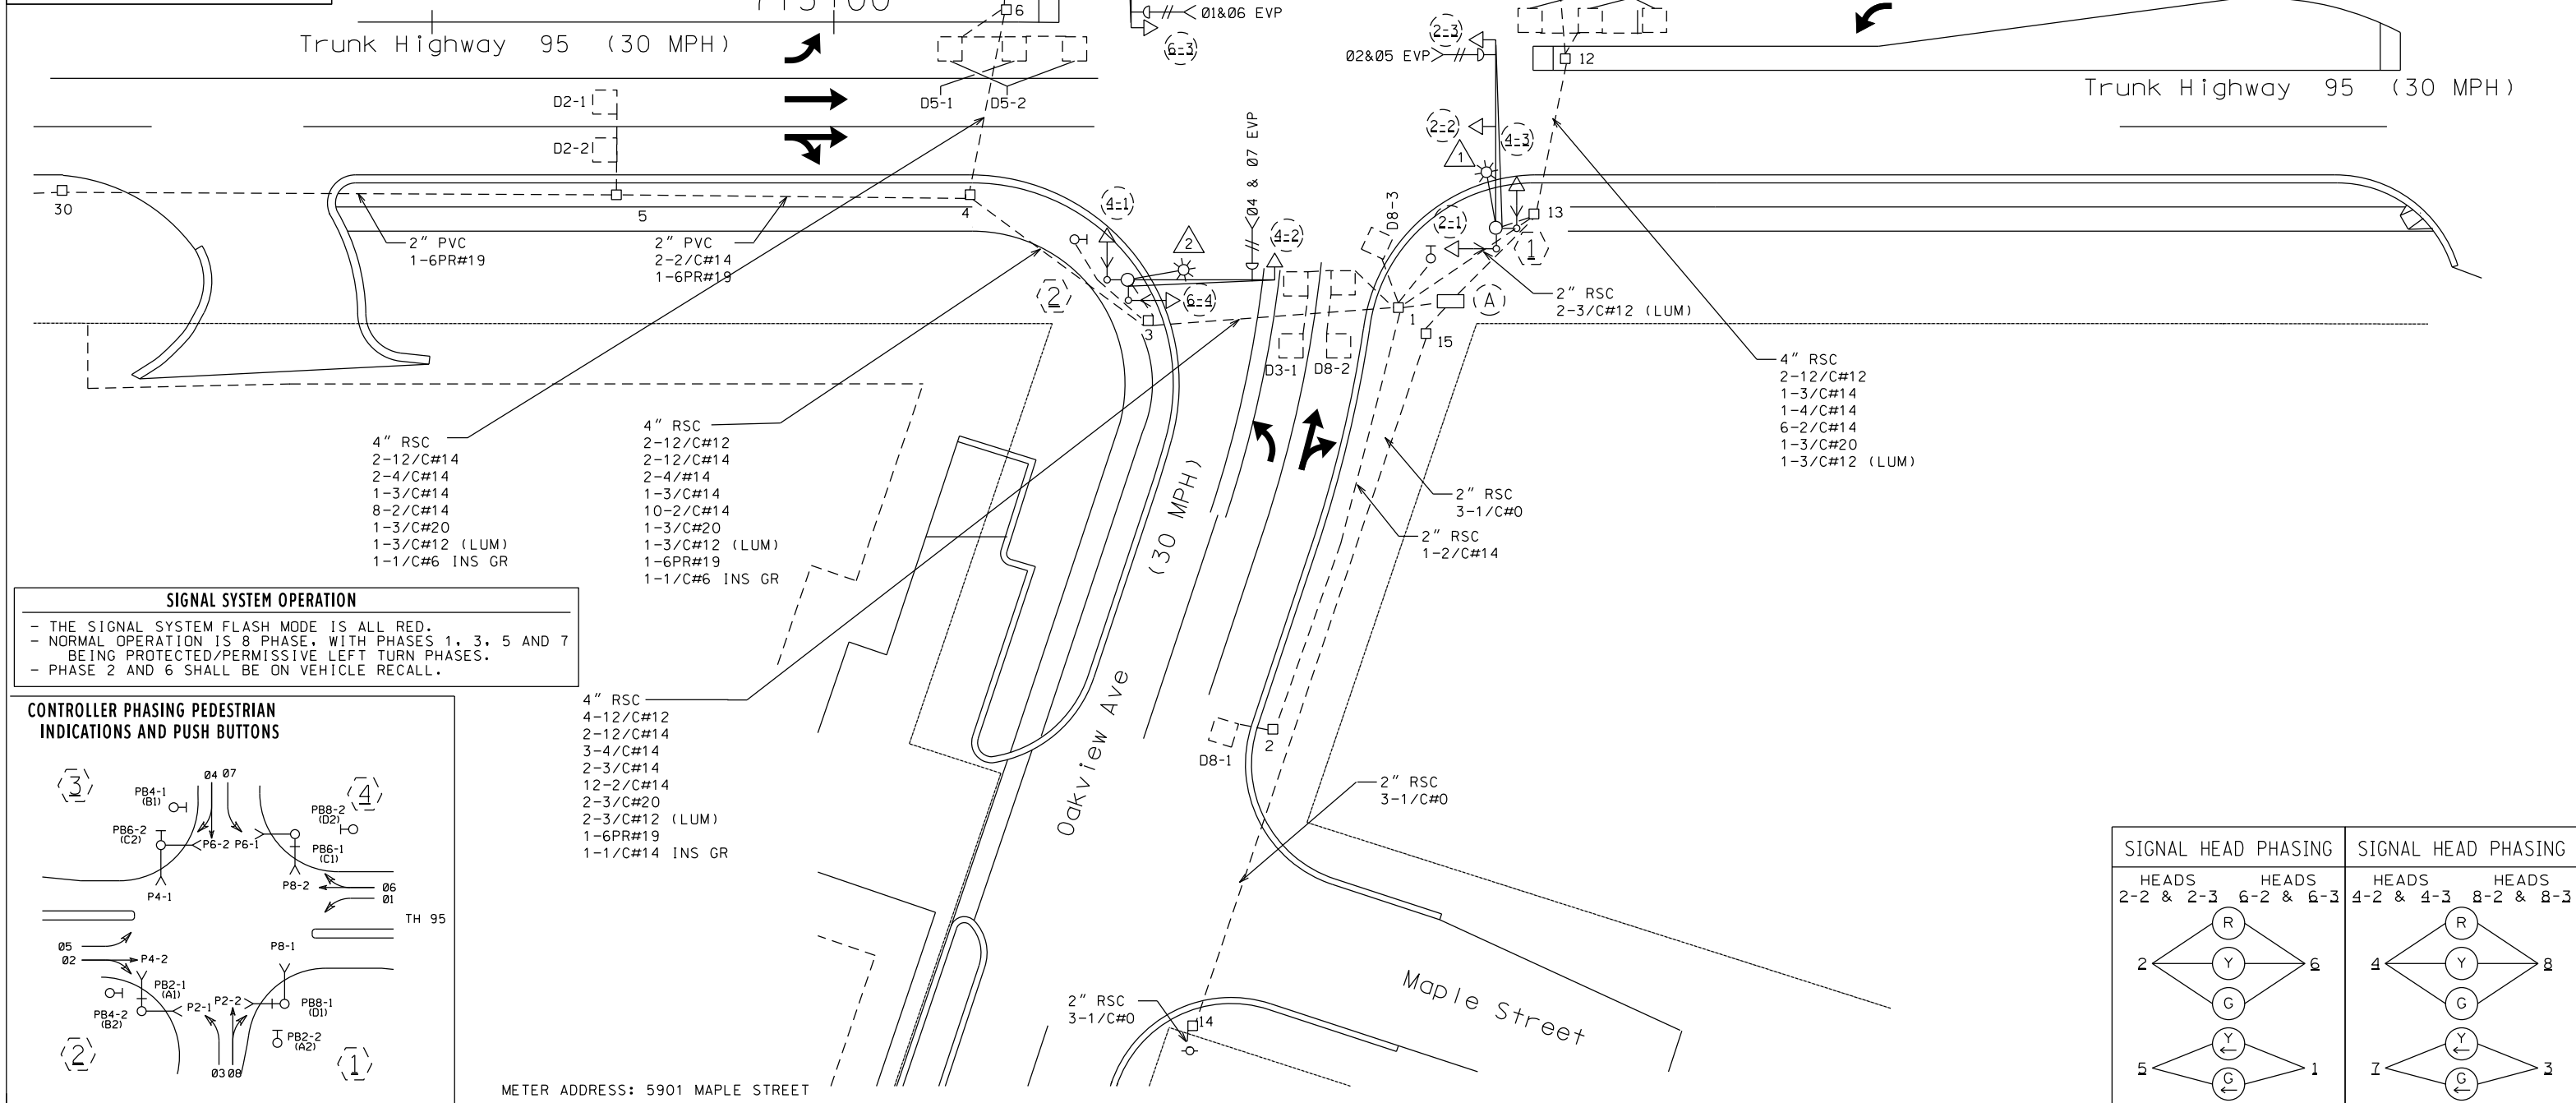 6
Ø1&Ø6 EVP
6-3
2-3
Ø2&Ø5 EVP
12
Trunk Highway 95 (30 MPH)
Trunk Highway 95 (30 MPH)
D2-1
D5-1 D5-2
D2-2
2-2
4-3
1
Ø4 & Ø7 EVP
30
5
4
4-1
4-2
2
D8-3
2-1
13
1
2" PVC
1-6PR#19
2" PVC
2-2/C#14
1-6PR#19
2
6-4
3
1
A
15
D3-1 D8-2
2" RSC
2-3/C#12 (LUM)
4" RSC
2-12/C#12
1-3/C#14
1-4/C#14
6-2/C#14
1-3/C#20
1-3/C#12 (LUM)
4" RSC
2-12/C#14
2-4/C#14
1-3/C#14
8-2/C#14
1-3/C#20
1-3/C#12 (LUM)
1-1/C#6 INS GR
4" RSC
2-12/C#12
2-12/C#14
2-4/#14
1-3/C#14
10-2/C#14
1-3/C#20
1-3/C#12 (LUM)
1-6PR#19
1-1/C#6 INS GR
2" RSC
3-1/C#0
2" RSC
1-2/C#14
(30 MPH)
Oakview Ave
SIGNAL SYSTEM OPERATION
- THE SIGNAL SYSTEM FLASH MODE IS ALL RED.
- NORMAL OPERATION IS 8 PHASE, WITH PHASES 1, 3, 5 AND 7
BEING PROTECTED/PERMISSIVE LEFT TURN PHASES.
- PHASE 2 AND 6 SHALL BE ON VEHICLE RECALL.
4" RSC
4-12/C#12
2-12/C#14
3-4/C#14
2-3/C#14
12-2/C#14
2-3/C#20
2-3/C#12 (LUM)
1-6PR#19
1-1/C#14 INS GR
D8-1
2
2" RSC
3-1/C#0
CONTROLLER PHASING PEDESTRIAN
INDICATIONS AND PUSH BUTTONS
3
Ø4 Ø7
4
PB4-1
(B1)
PB8-2
(D2)
PB6-2
(C2)
P6-2 P6-1
PB6-1
(C1)
P4-1
P8-2
Ø6
Ø1
TH 95
Ø5
Ø2
P4-2
P8-1
PB2-1
(A1)
PB4-2
(B2)
P2-1
P2-2
PB8-1
(D1)
PB2-2
(A2)
2
1
Ø3 Ø8
2" RSC
3-1/C#0
14
Maple Street
METER ADDRESS: 5901 MAPLE STREET
SIGNAL HEAD PHASING
HEADS HEADS
2-2 & 2-3 6-2 & 6-3
R
2 Y 6
G
Y
5 1
G
SIGNAL HEAD PHASING
HEADS HEADS
4-2 & 4-3 8-2 & 8-3
R
4 Y 8
G
Y
7 3
G